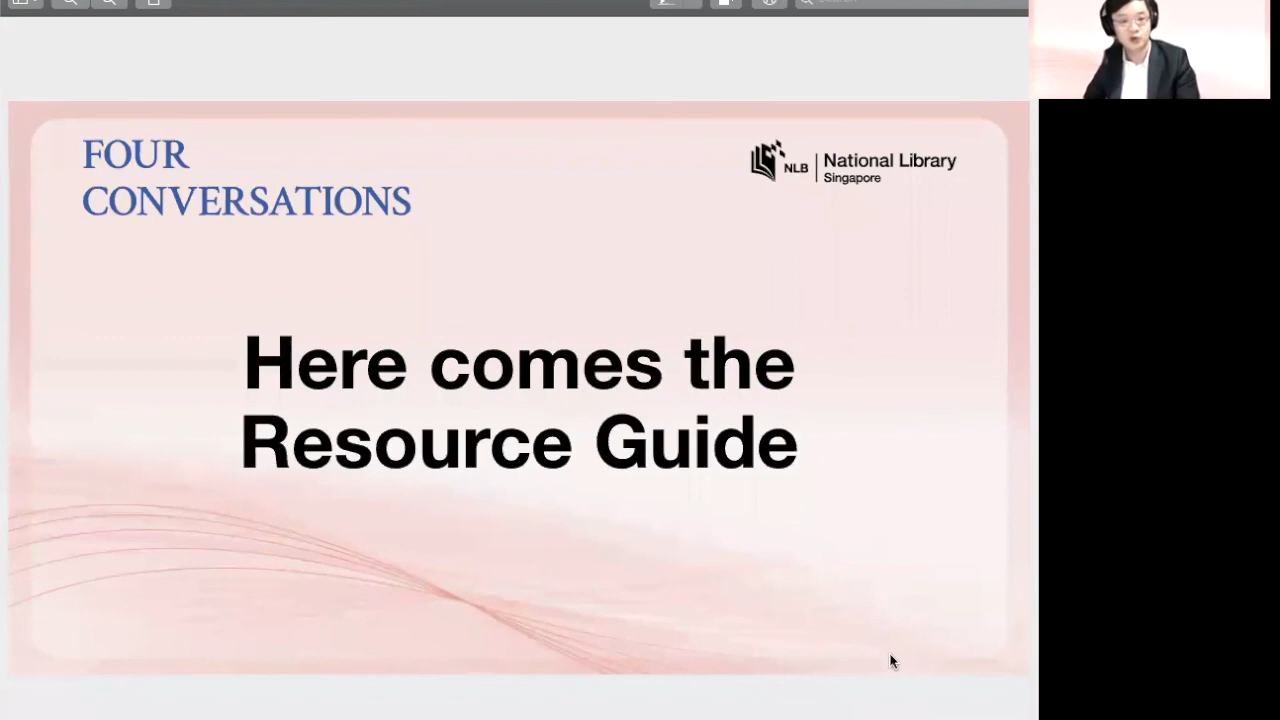 FOUR
CONVERSATIONS
NLB
National Library
Singapore
Here comes the
Resource Guide